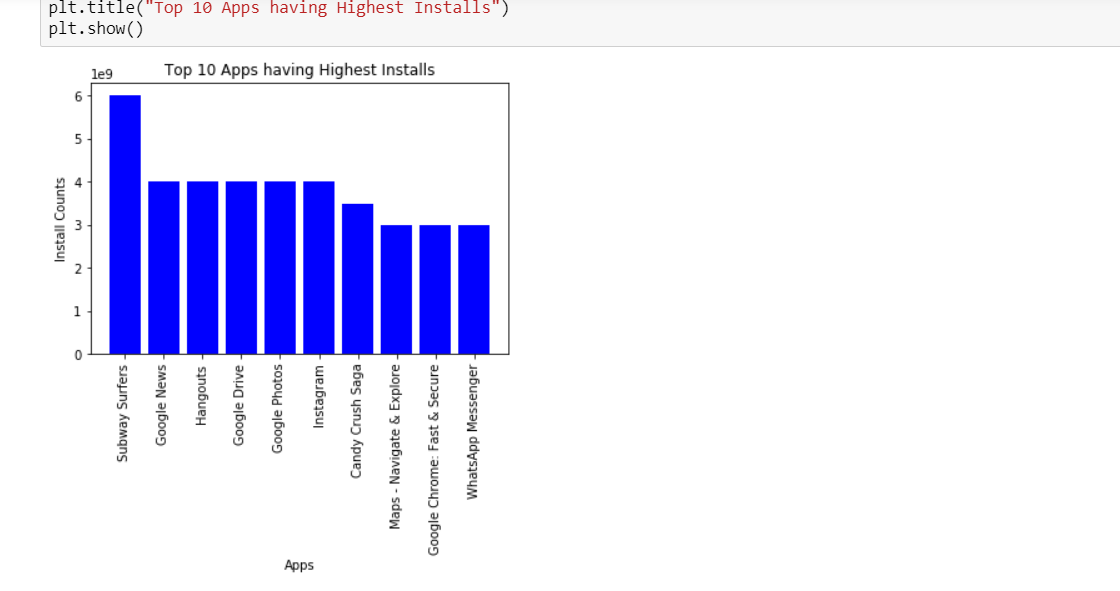 plt.title("Top 10 Apps having Highest Installs")
plt.show()
1e9
Top 10 Apps having Highest Installs
6
5
4
3
2
1
0
Install Counts
Subway Surfers
Google News
Hangouts
Google Drive
Google Photos
Instagram
Candy Crush Saga
Maps - Navigate & Explore
Google Chrome: Fast & Secure
WhatsApp Messenger
Apps